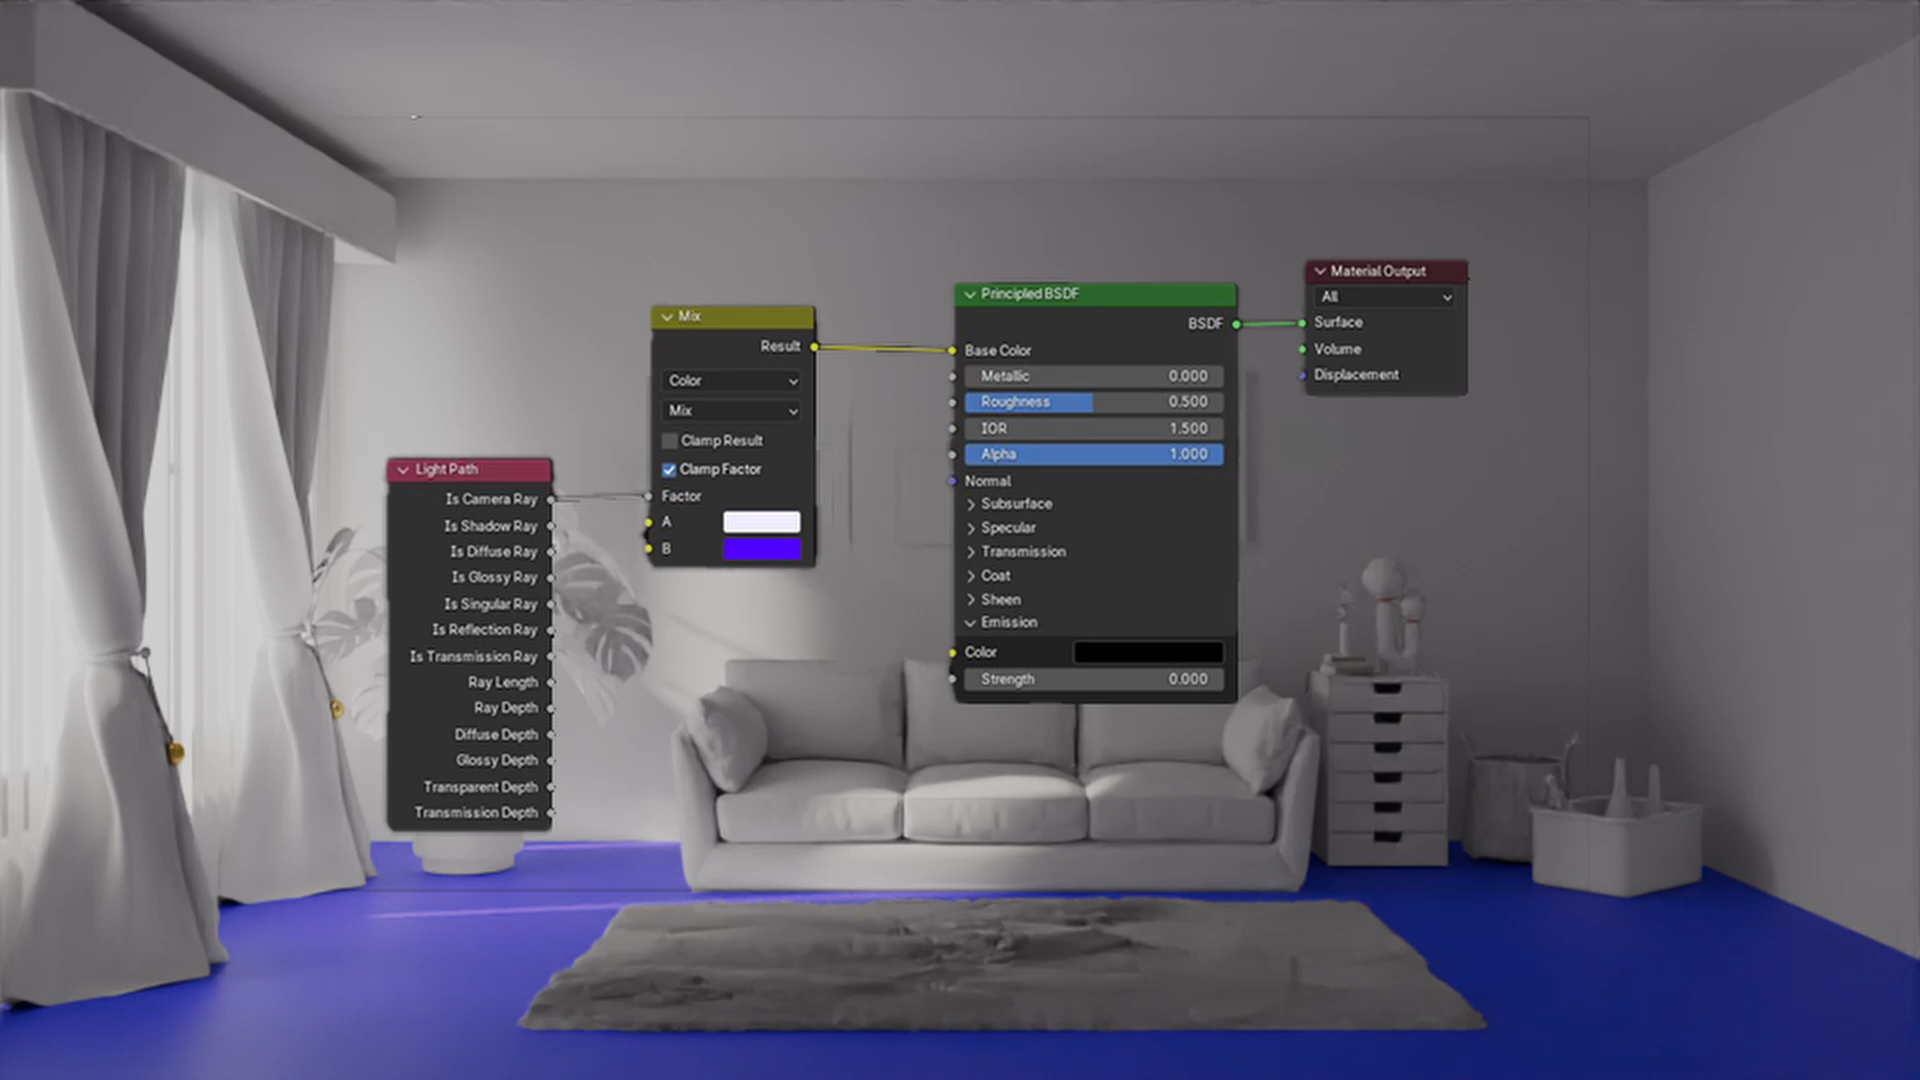 Light Path
Is Camera Ray
Is Shadow Ray
Is Diffuse Ray
Is Glossy Ray
Is Singular Ray
Is Reflection Ray
Is Transmission Ray
Ray Length
Ray Depth
Diffuse Depth
Glossy Depth
Transparent Depth
Transmission Depth
Mix
Result
Color
Mix
Clamp Result
Clamp Factor
Factor
A
B
Principled BSDF
BSDF
Base Color
Metallic 0.000
Roughness 0.500
IOR 1.500
Alpha 1.000
Normal
Subsurface
Specular
Transmission
Coat
Sheen
Emission
Color
Strength 0.000
Material Output
All
Surface
Volume
Displacement